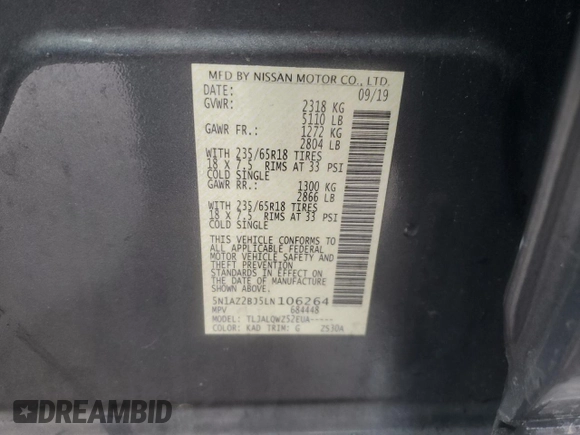 MFD BY NISSAN MOTOR CO., LTD.
DATE: 09/19
GVWR: 2318 KG
5110 LB
GAWR FR.: 1272 KG
2804 LB
WITH 235/65R18 TIRES
18 X 7.5 RIMS AT 33 PSI
COLD SINGLE
GAWR RR.: 1300 KG
2866 LB
WITH 235/65R18 TIRES
18 X 7.5 RIMS AT 33 PSI
COLD SINGLE
THIS VEHICLE CONFORMS TO
ALL APPLICABLE FEDERAL
MOTOR VEHICLE SAFETY AND
THEFT PREVENTION
STANDARDS IN EFFECT ON
THE DATE OF MANUFACTURE
SHOWN ABOVE
5N1AZ2BJ5LN106264
MPV 684448
MODEL: TLJALQWZ52EUA-----
COLOR: KAD TRIM: G 2530A
DREAMBID